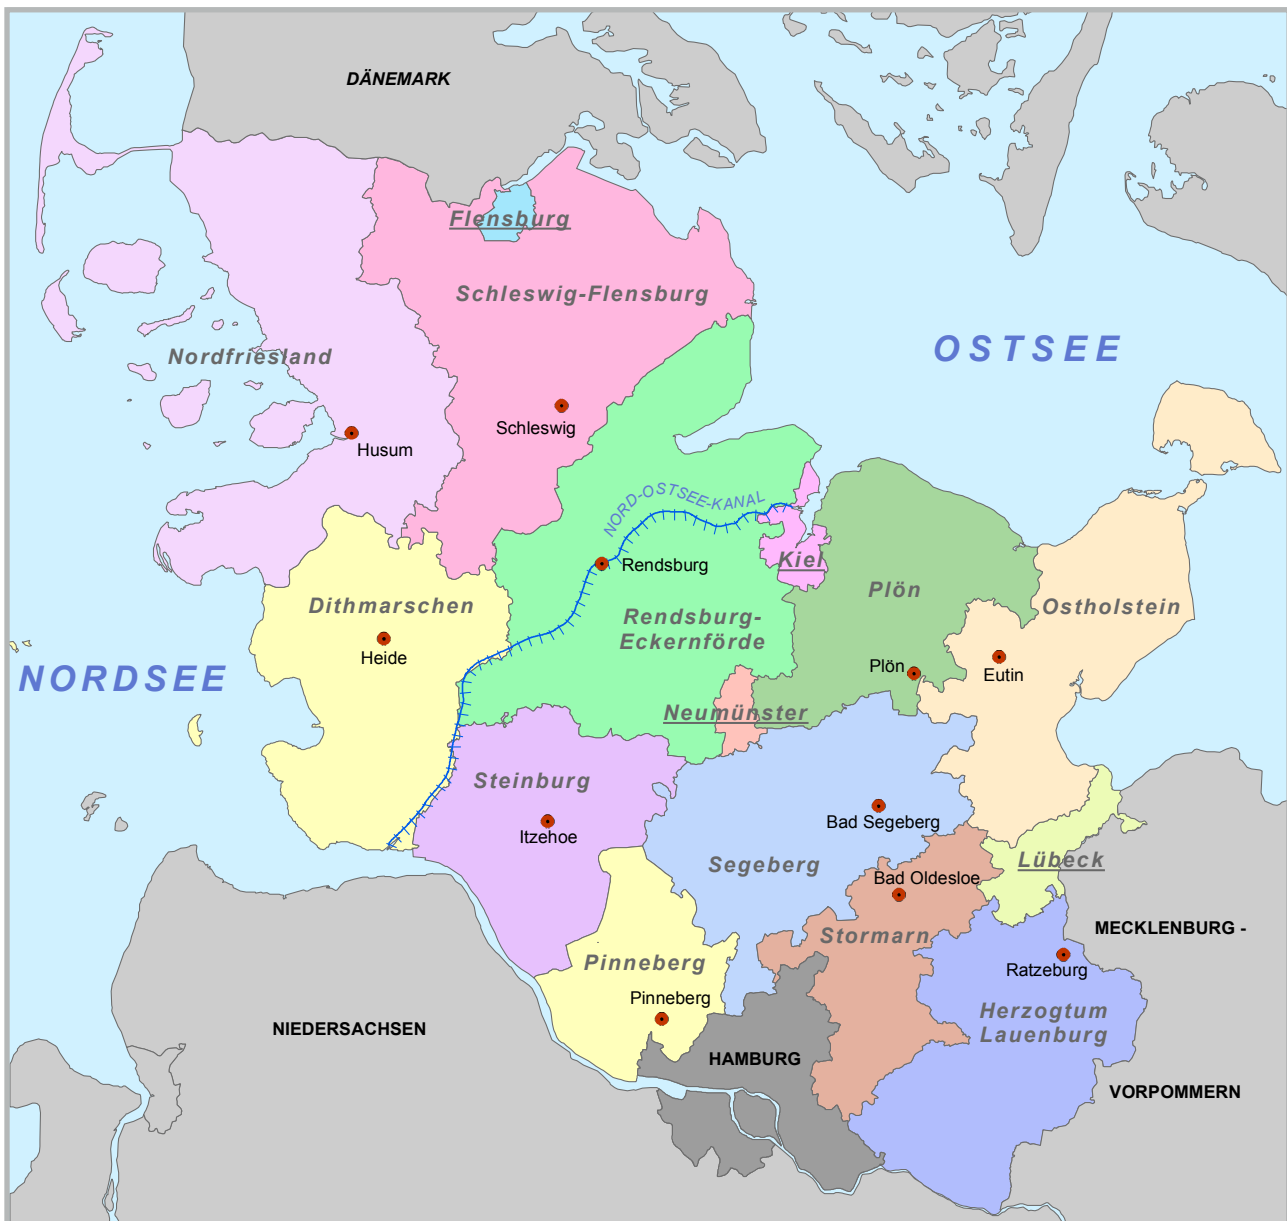 DÄNEMARK
Flensburg
Schleswig-Flensburg
OSTSEE
Nordfriesland
Schleswig
Husum
NORD-OSTSEE-KANAL
Kiel
Rendsburg
Plön
Dithmarschen
Ostholstein
Rendsburg-
Eckernförde
Heide
NORDSEE
Plön
Eutin
Neumünster
Steinburg
Bad Segeberg
Itzehoe
Segeberg
Lübeck
Bad Oldesloe
MECKLENBURG -
Stormarn
Pinneberg
Ratzeburg
Pinneberg
Herzogtum
Lauenburg
NIEDERSACHSEN
HAMBURG
VORPOMMERN